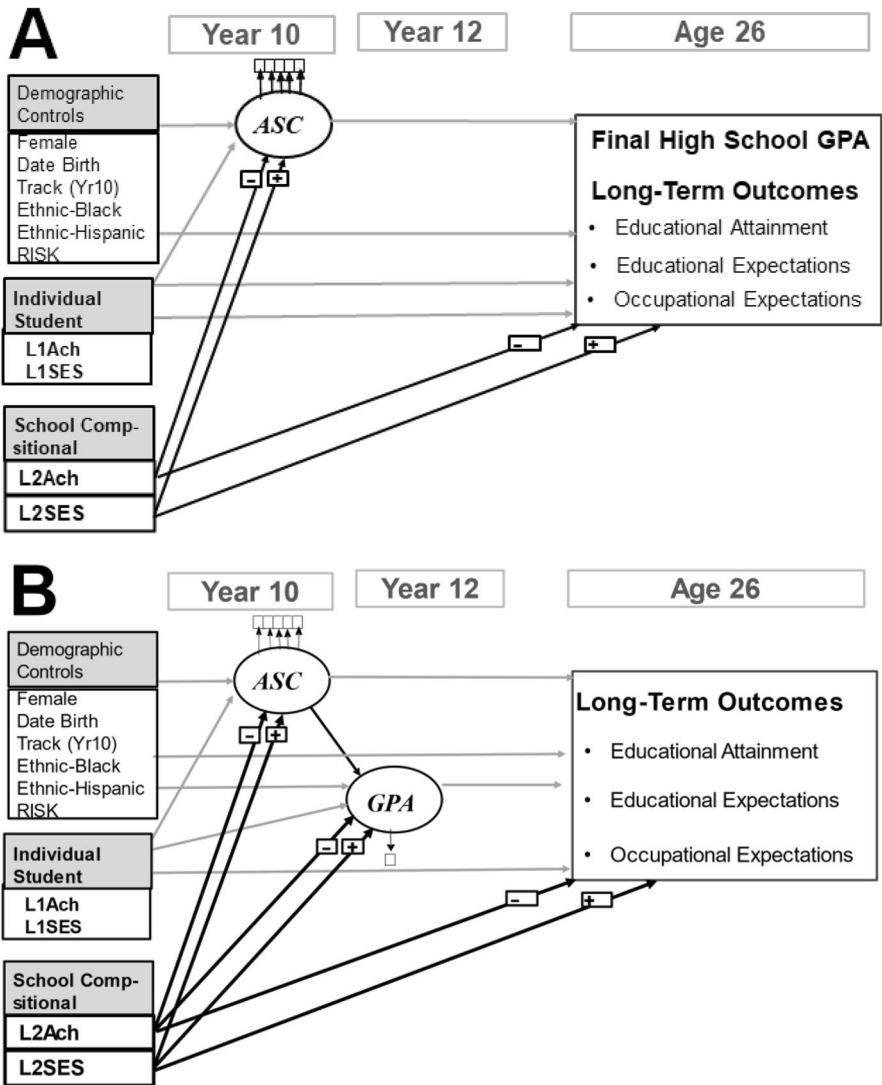 A
Year 10
Year 12
Age 26
Demographic
Controls
Female
Date Birth
Track (Yr10)
Ethnic-Black
Ethnic-Hispanic
RISK
Individual
Student
L1Ach
L1SES
School Comp-
sitional
L2Ach
L2SES
ASC
-
+
Final High School GPA
Long-Term Outcomes
• Educational Attainment
• Educational Expectations
• Occupational Expectations
-
+
B
Year 10
Year 12
Age 26
Demographic
Controls
Female
Date Birth
Track (Yr10)
Ethnic-Black
Ethnic-Hispanic
RISK
Individual
Student
L1Ach
L1SES
School Comp-
sitional
L2Ach
L2SES
ASC
-
+
GPA
-
+
Long-Term Outcomes
• Educational Attainment
• Educational Expectations
• Occupational Expectations
-
+